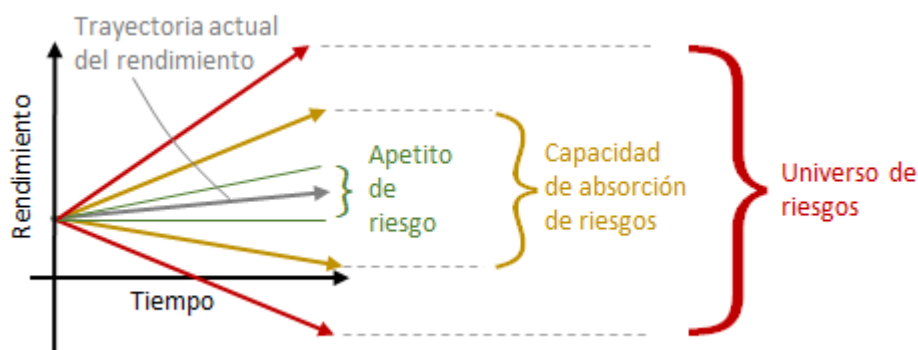 Trayectoria actual
del rendimiento
Rendimiento
Apetito
de
riesgo
Capacidad
de absorción
de riesgos
Universo de
riesgos
Tiempo